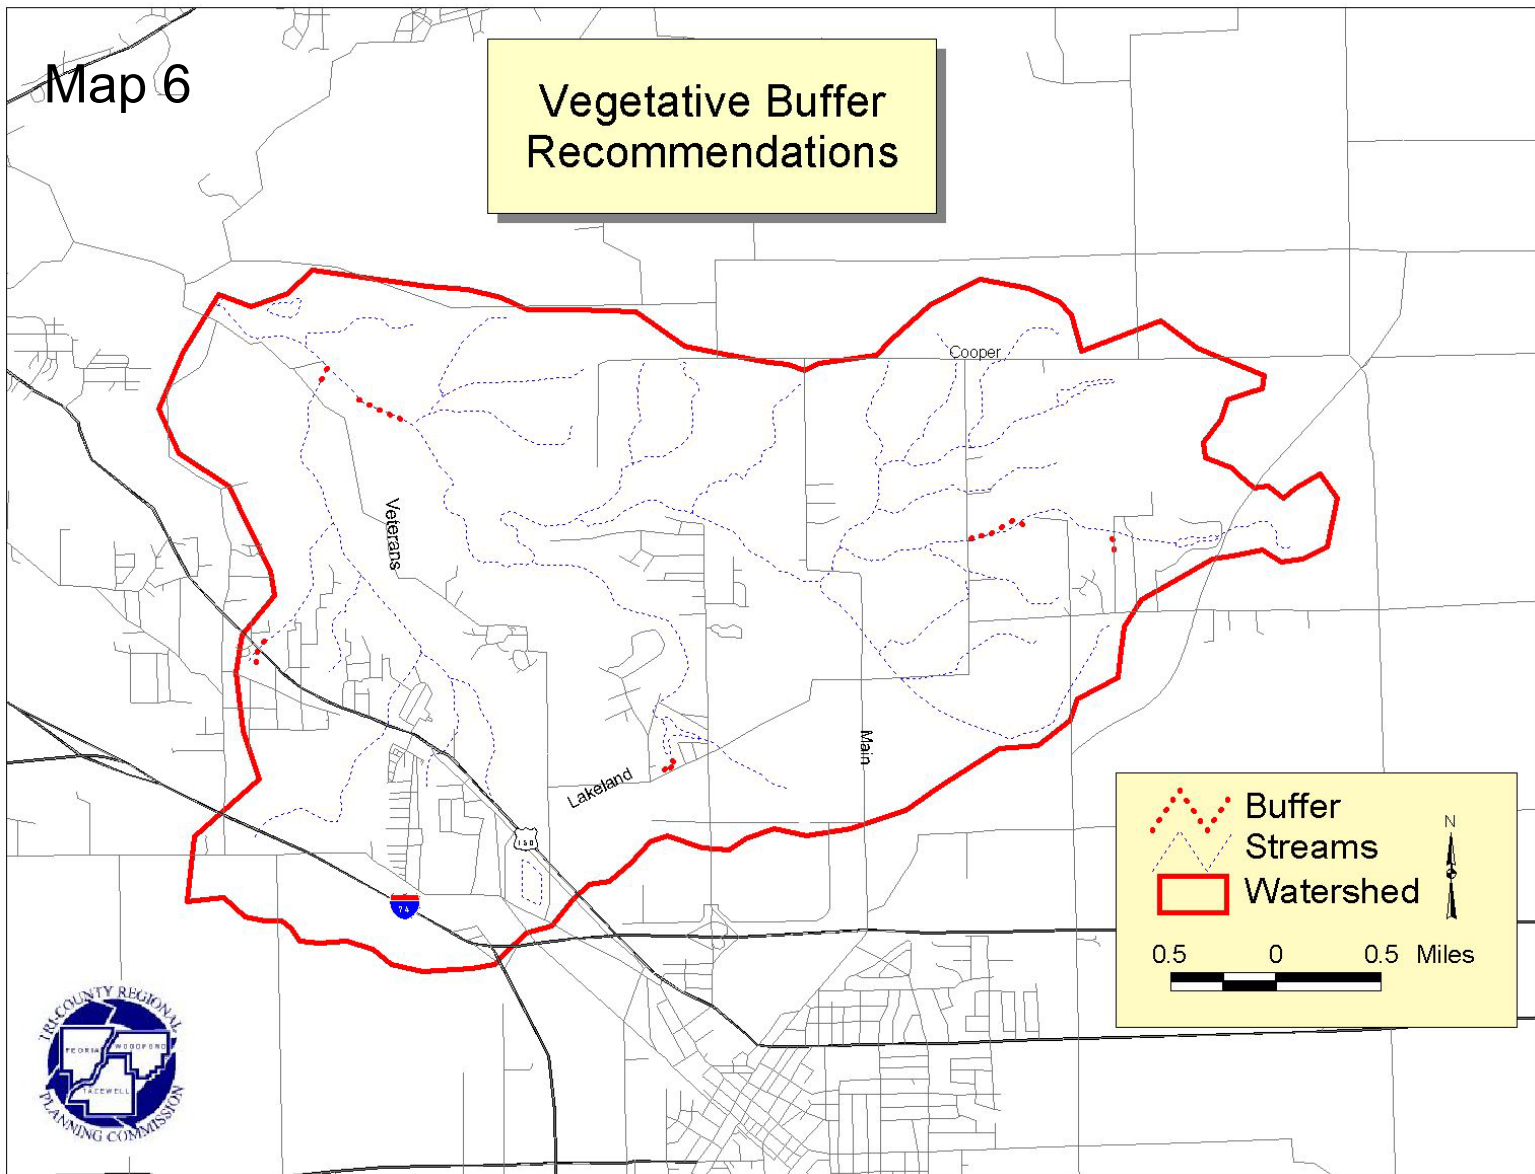 Map 6
Vegetative Buffer
Recommendations
Cooper
Veterans
Main
Lakeland
150
74
Buffer
Streams
Watershed
N
0.5 0 0.5 Miles
TRI-COUNTY REGIONAL
PEORIA WOODFORD
TAZEWELL
PLANNING COMMISSION